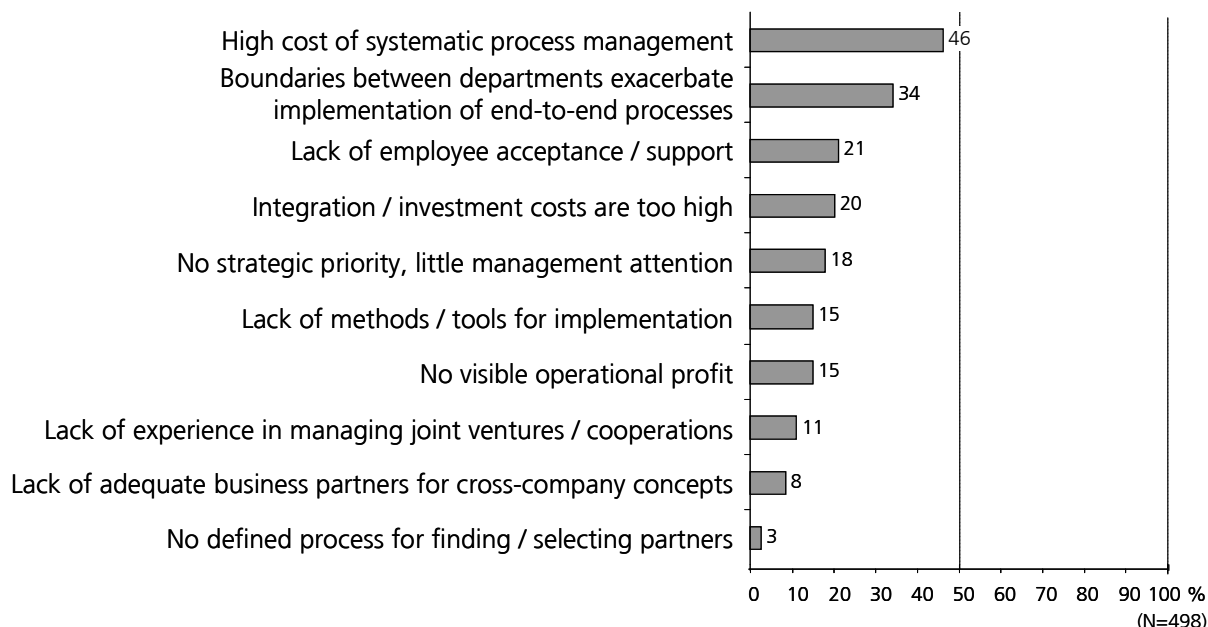 High cost of systematic process management 46
Boundaries between departments exacerbate
implementation of end-to-end processes 34
Lack of employee acceptance / support 21
Integration / investment costs are too high 20
No strategic priority, little management attention 18
Lack of methods / tools for implementation 15
No visible operational profit 15
Lack of experience in managing joint ventures / cooperations 11
Lack of adequate business partners for cross-company concepts 8
No defined process for finding / selecting partners 3
0 10 20 30 40 50 60 70 80 90 100 %
(N=498)